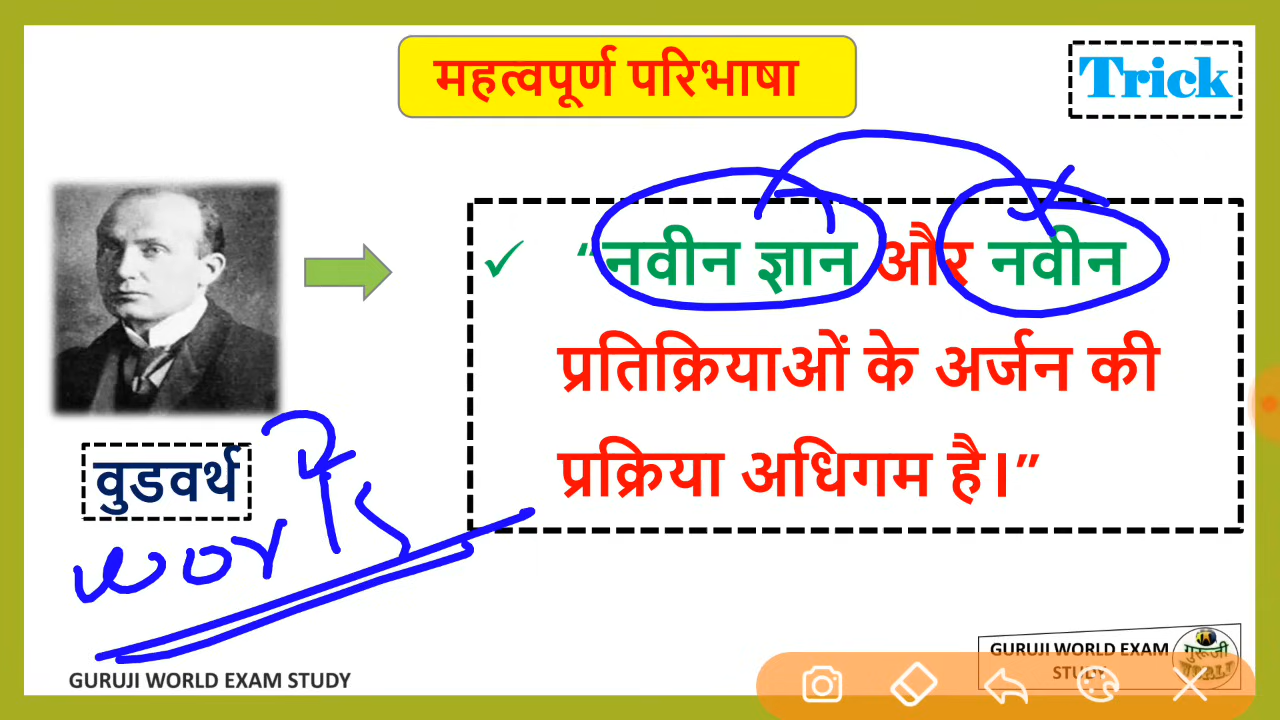 महत्वपूर्ण परिभाषा
Trick
“नवीन ज्ञान और नवीन
प्रतिक्रियाओं के अर्जन की
प्रक्रिया अधिगम है।”
वुडवर्थ
GURUJI WORLD EXAM STUDY
GURUJI WORLD EXAM
STUDY
गुरूजी
WORLD